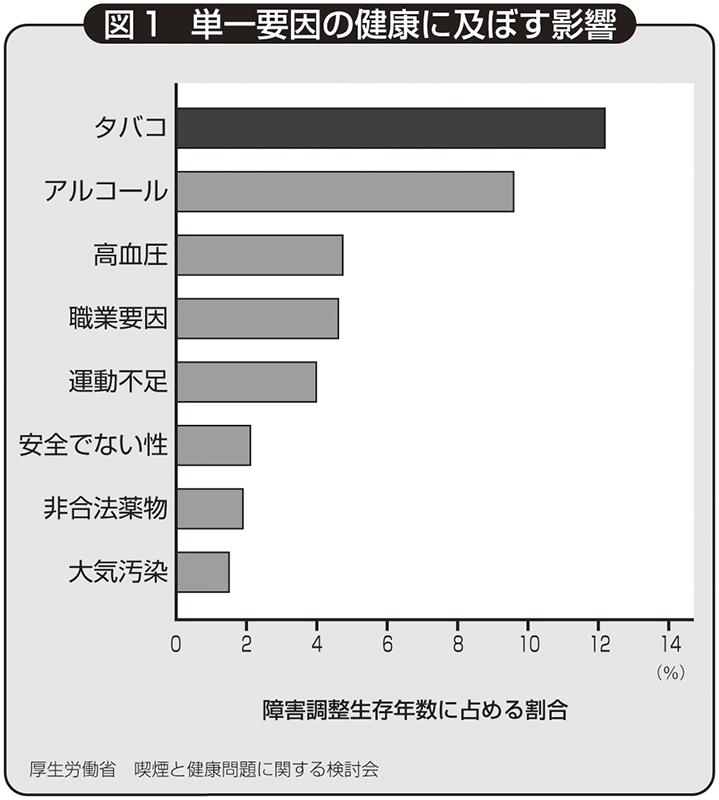 図1 単一要因の健康に及ぼす影響
タバコ
アルコール
高血圧
職業要因
運動不足
安全でない性
非合法薬物
大気汚染
0 2 4 6 8 10 12 14
(%)
障害調整生存年数に占める割合
厚生労働省 喫煙と健康問題に関する検討会